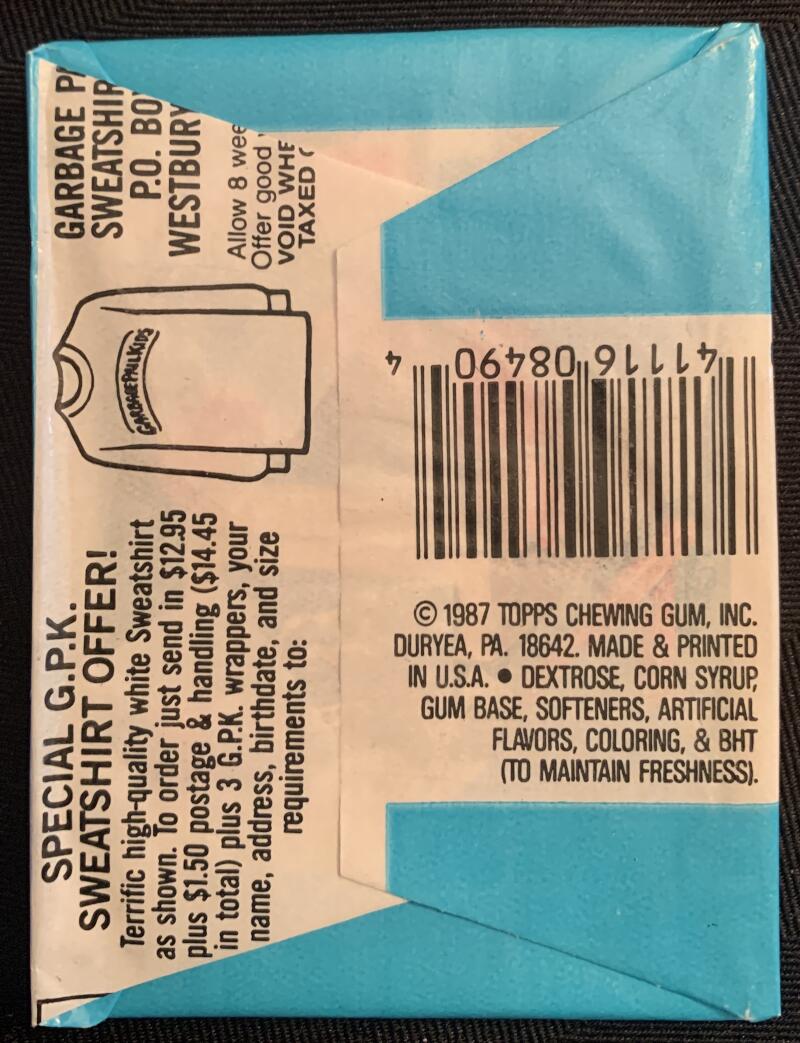 SPECIAL G.P.K.
SWEATSHIRT OFFER!
Terrific high-quality white Sweatshirt
as shown. To order just send in $12.95
plus $1.50 postage & handling ($14.45
in total) plus 3 G.P.K. wrappers, your
name, address, birthdate, and size
requirements to:
GARBAGE PAIL KIDS
GARBAGE
SWEATSHIR
P.O. BO
WESTBURY
Allow 8 wee
Offer good
VOID WHE
TAXED
4 41116 08490
© 1987 TOPPS CHEWING GUM, INC.
DURYEA, PA. 18642. MADE & PRINTED
IN U.S.A. • DEXTROSE, CORN SYRUP,
GUM BASE, SOFTENERS, ARTIFICIAL
FLAVORS, COLORING, & BHT
(TO MAINTAIN FRESHNESS).